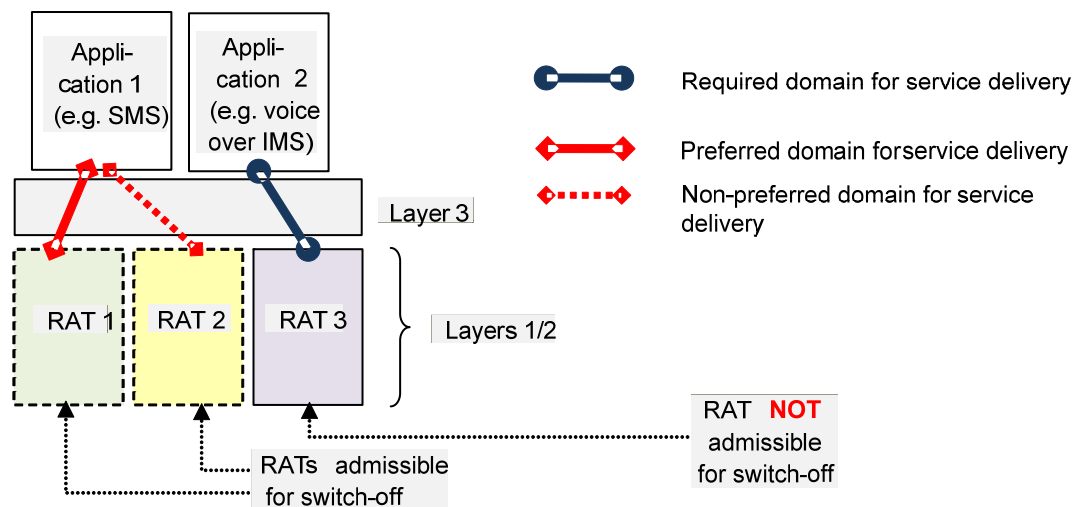 Appli-
cation 1
(e.g. SMS)
Appli-
cation 2
(e.g. voice
over IMS)
Required domain for service delivery
Preferred domain forservice delivery
Non-preferred domain for service
delivery
Layer 3
RAT 1
RAT 2
RAT 3
Layers 1/2
RATs admissible
for switch-off
RAT NOT
admissible
for switch-off